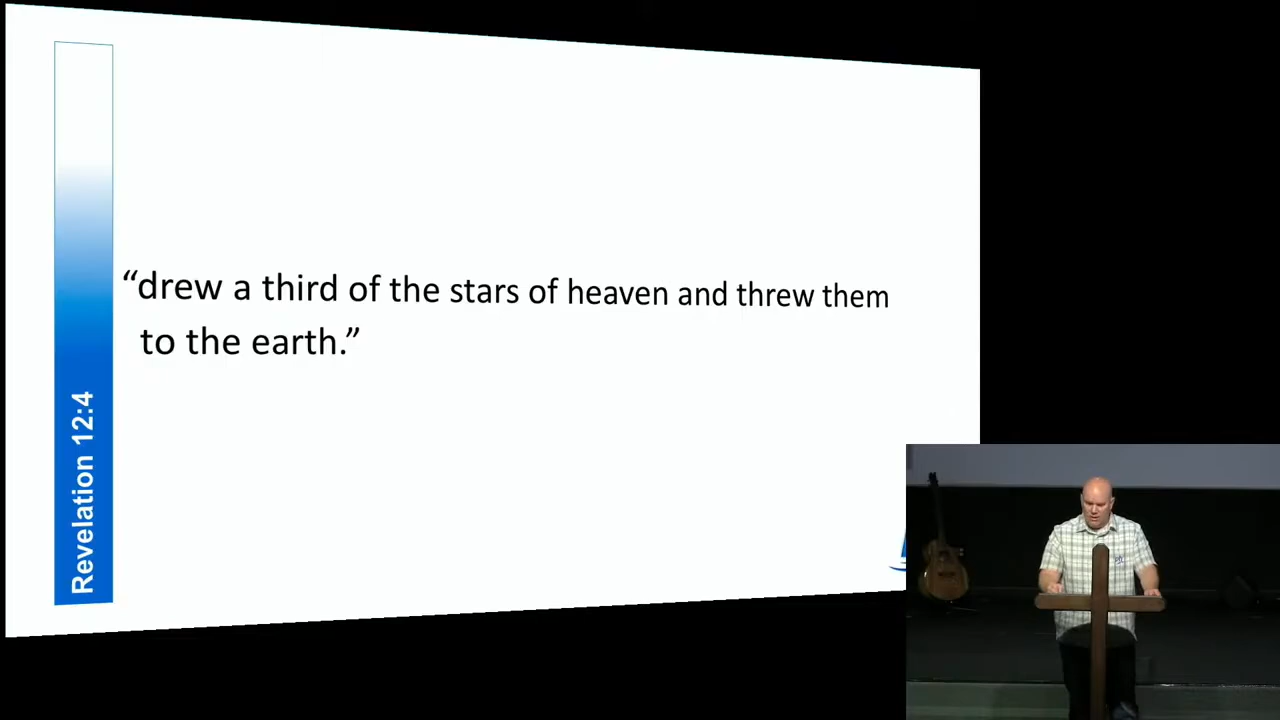 “drew a third of the stars of heaven and threw them
to the earth.”
Revelation 12:4